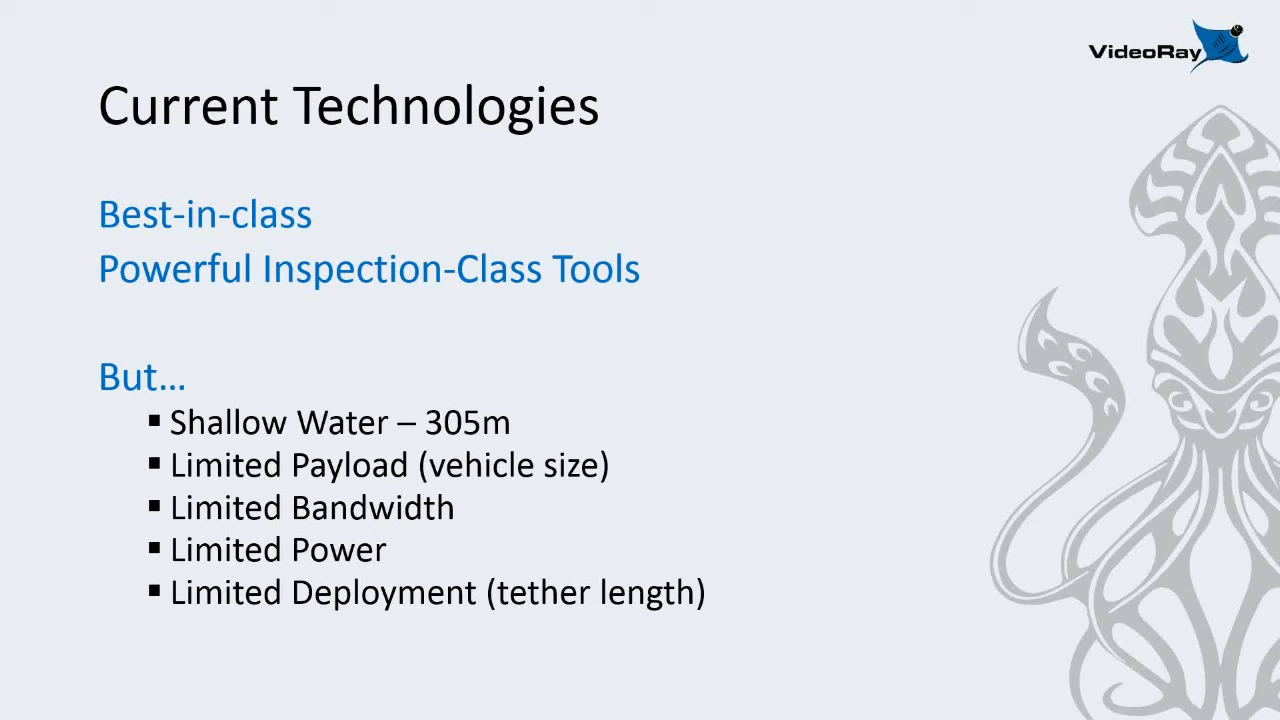 VideoRay
Current Technologies
Best-in-class
Powerful Inspection-Class Tools
But…
▪ Shallow Water – 305m
▪ Limited Payload (vehicle size)
▪ Limited Bandwidth
▪ Limited Power
▪ Limited Deployment (tether length)